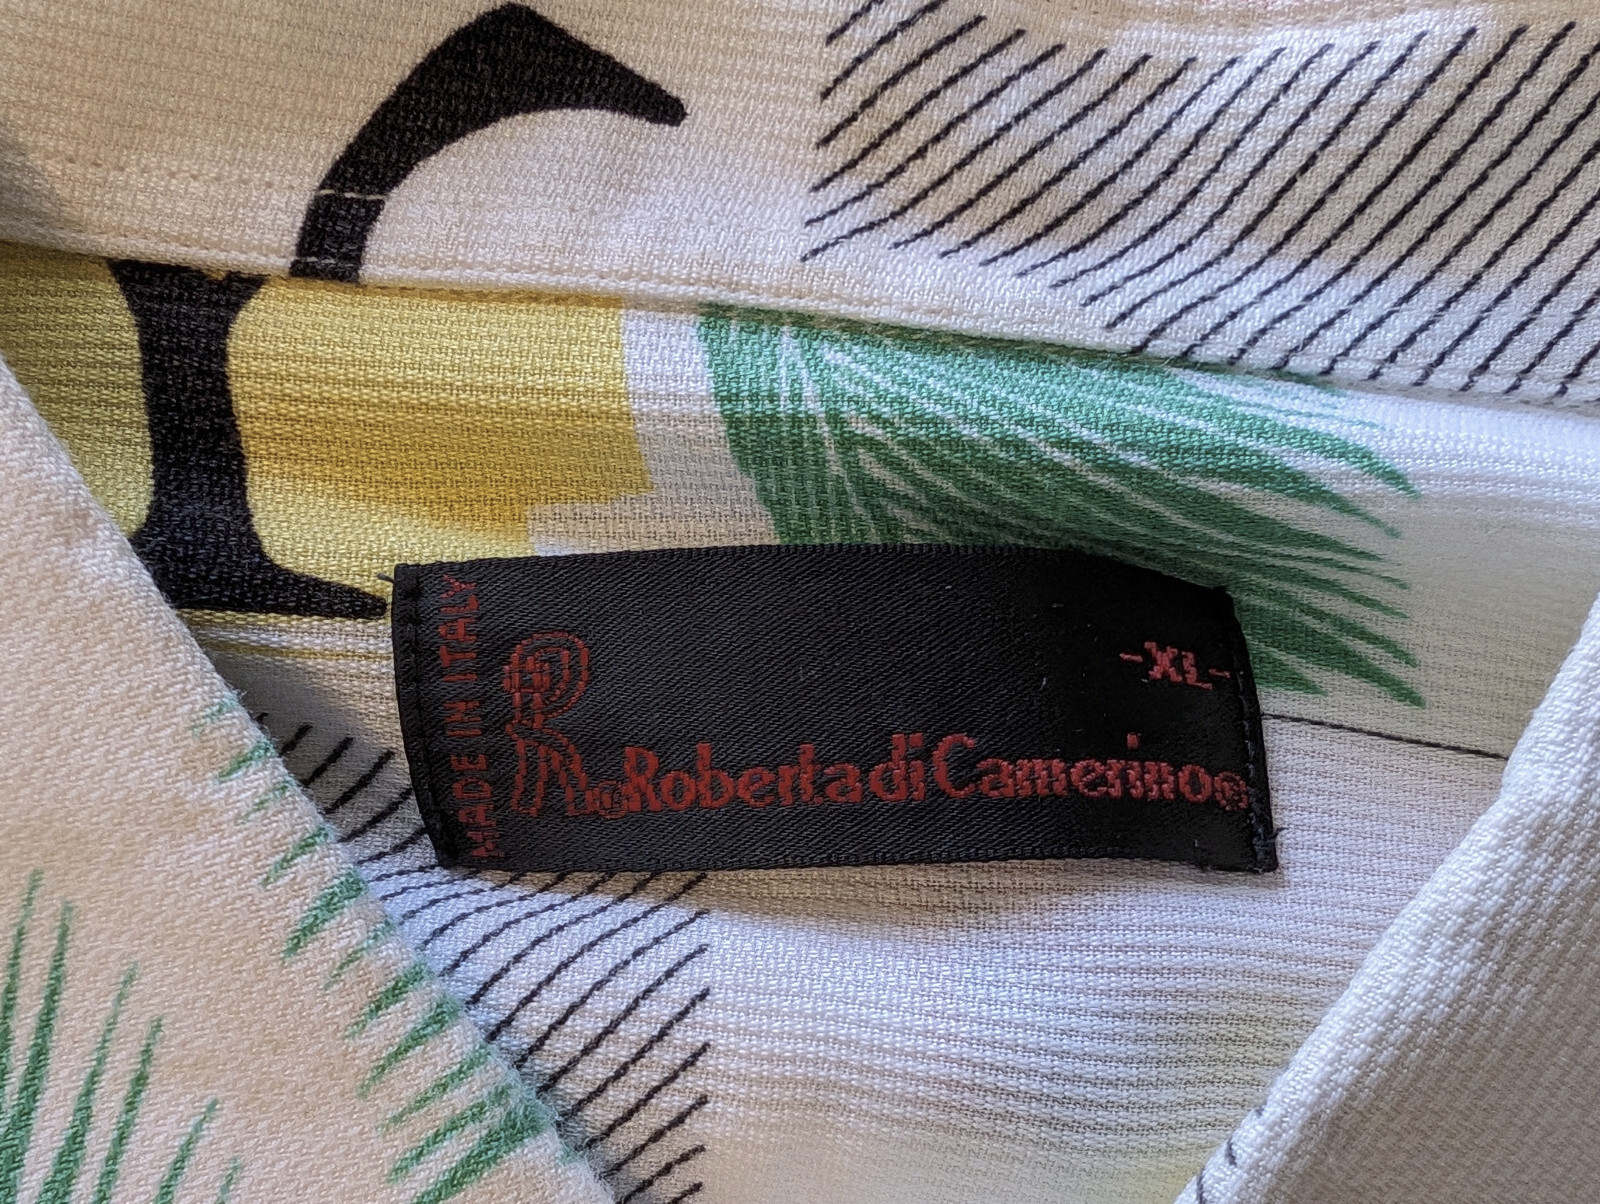 MADE IN ITALY
-XL-
Roberta di Camerino®